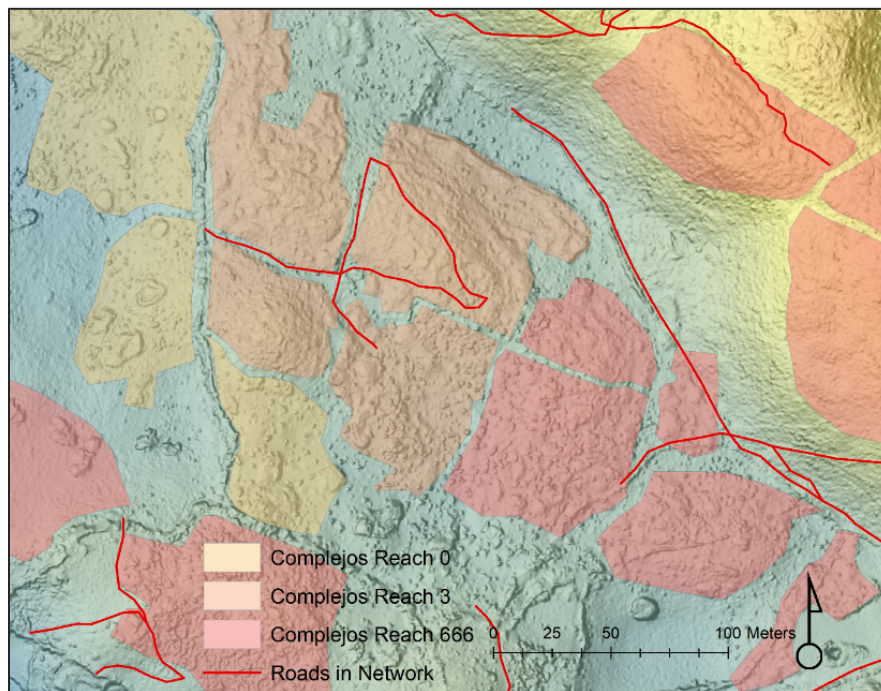 Complejos Reach 0
Complejos Reach 3
Complejos Reach 666
Roads in Network
0 25 50 100 Meters